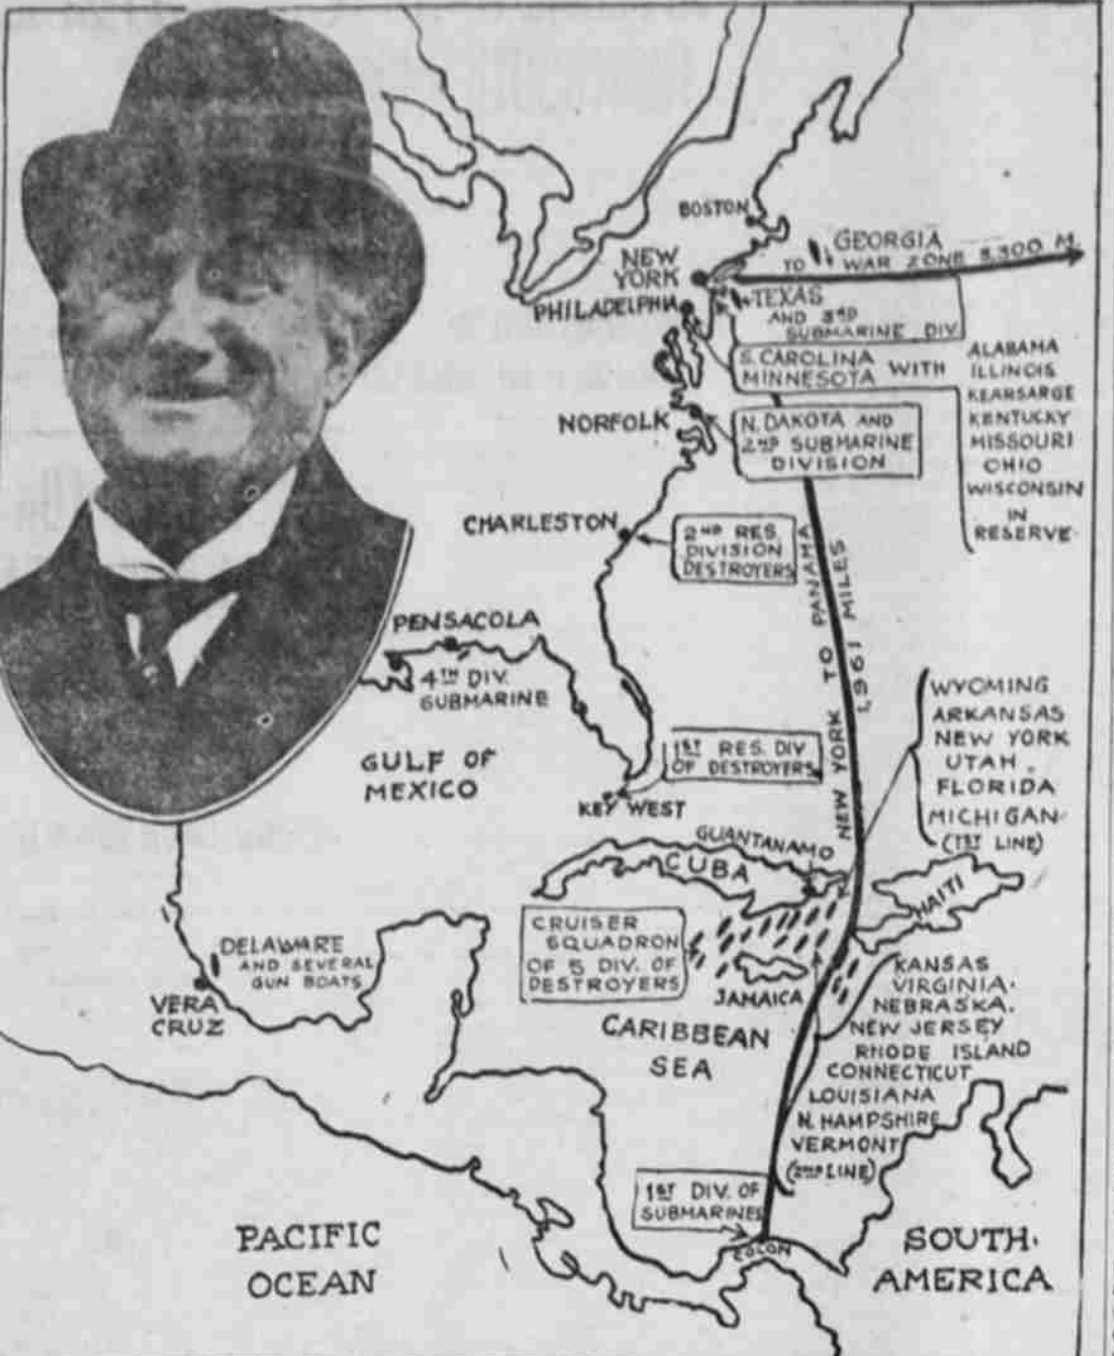 BOSTON
GEORGIA
TO WAR ZONE 3.300 M.
NEW
YORK
PHILADELPHIA
TEXAS
AND 3RD
SUBMARINE DIV.
S. CAROLINA
MINNESOTA
WITH
ALABAMA
ILLINOIS
KEARSARGE
KENTUCKY
MISSOURI
OHIO
WISCONSIN
IN
RESERVE
NORFOLK
N. DAKOTA AND
2ND SUBMARINE
DIVISION
CHARLESTON
2ND RES.
DIVISION
DESTROYERS
NEW YORK TO PANAMA
1,961 MILES
PENSACOLA
4TH DIV.
SUBMARINE
GULF OF
MEXICO
1ST RES. DIV
OF DESTROYERS
KEY WEST
WYOMING
ARKANSAS
NEW YORK
UTAH
FLORIDA
MICHIGAN
(1ST LINE)
GUANTANAMO
CUBA
HAITI
CRUISER
SQUADRON
OF 5 DIV. OF
DESTROYERS
JAMAICA
DELAWARE
AND SEVERAL
GUN BOATS
VERA
CRUZ
CARIBBEAN
SEA
KANSAS
VIRGINIA.
NEBRASKA.
NEW JERSEY
RHODE ISLAND
CONNECTICUT
LOUISIANA
N. HAMPSHIRE
VERMONT
(2ND LINE)
1ST DIV. OF
SUBMARINES
COLON
PACIFIC
OCEAN
SOUTH
AMERICA